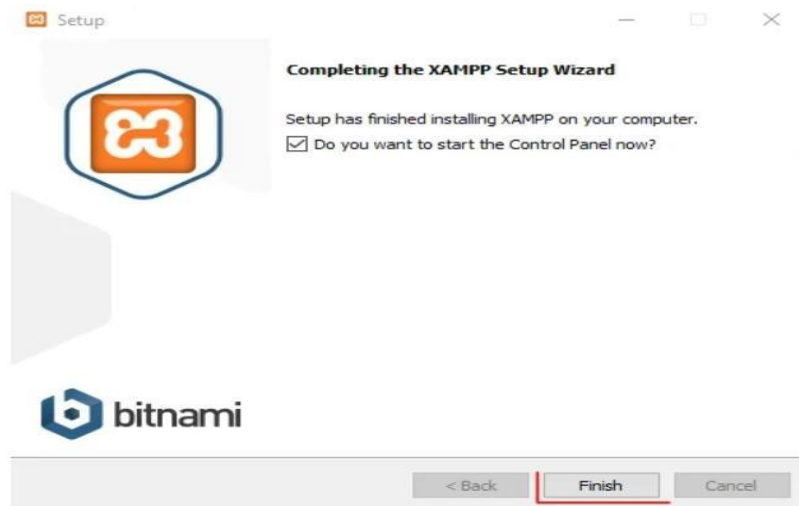 Setup
Completing the XAMPP Setup Wizard
Setup has finished installing XAMPP on your computer.
Do you want to start the Control Panel now?
bitnami
< Back
Finish
Cancel